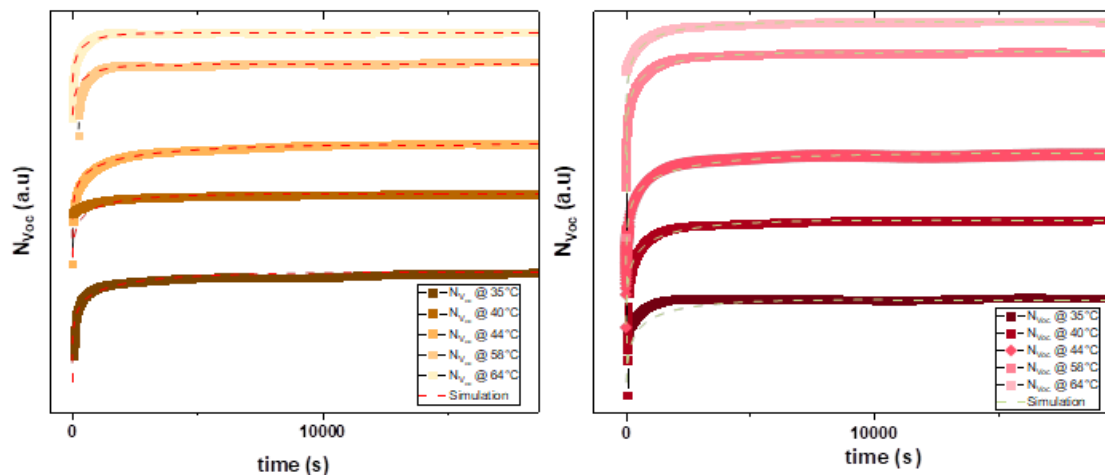 N_Voc (a.u)
N_Voc @ 35°C
N_Voc @ 40°C
N_Voc @ 44°C
N_Voc @ 58°C
N_Voc @ 64°C
Simulation
0
10000
time (s)
N_Voc (a.u)
N_Voc @ 35°C
N_Voc @ 40°C
N_Voc @ 44°C
N_Voc @ 58°C
N_Voc @ 64°C
Simulation
0
10000
time (s)